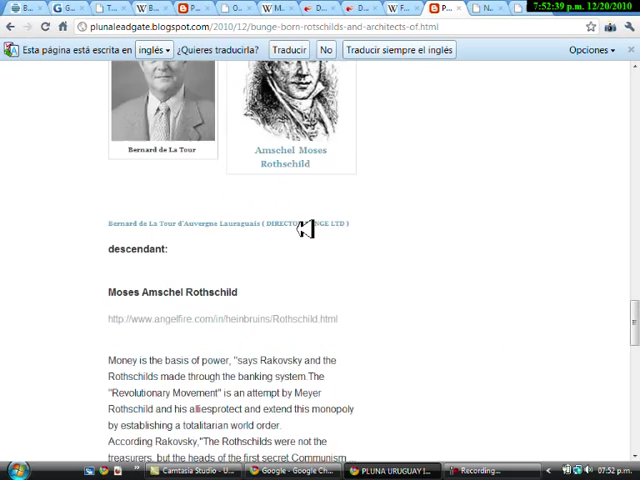 7:52:39 p.m. 12/20/2010
plunaleadgate.blogspot.com/2010/12/bunge-born-rotschilds-and-architects-of.html
Esta página está escrita en inglés ¿Quieres traducirla? Traducir No Traducir siempre el inglés Opciones
Bernard de La Tour
Amschel Moses
Rothschild
Bernard de La Tour d'Auvergne Lauraguais ( DIRECTOR NGE LTD )
descendant:
Moses Amschel Rothschild
http://www.angelfire.com/in/heinbruins/Rothschild.html
Money is the basis of power, "says Rakovsky and the
Rothschilds made through the banking system.The
"Revolutionary Movement" is an attempt by Meyer
Rothschild and his alliesprotect and extend this monopoly
by establishing a totalitarian world order.
According Rakovsky,"The Rothschilds were not the
treasurers, but the heads of the first secret Communism
Camtasia Studio - U... Google - Google Ch... PLUNA URUGUAY I... Recording... 07:52 p.m.